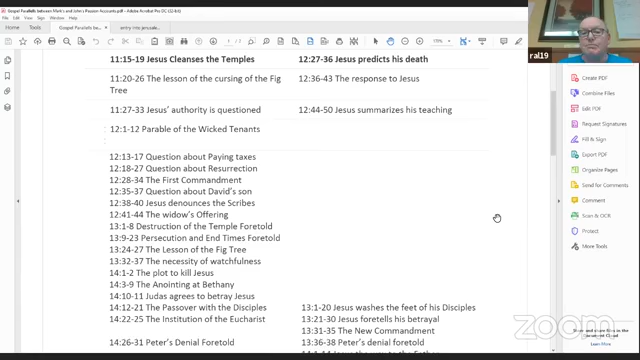 Gospel Parallels between Mark's and John's Passion Accounts.pdf - Adobe Acrobat Pro DC
Home Tools Gospel Parallels bet... × entry into jerusale...
11:15-19 Jesus Cleanses the Temples 12:27-36 Jesus predicts his death
11:20-26 The lesson of the cursing of the Fig 12:36-43 The response to Jesus
Tree
11:27-33 Jesus' authority is questioned 12:44-50 Jesus summarizes his teaching
12:1-12 Parable of the Wicked Tenants
12:13-17 Question about Paying taxes
12:18-27 Question about Resurrection
12:28-34 The First Commandment
12:35-37 Question about David's son
12:38-40 Jesus denounces the Scribes
12:41-44 The widow's Offering
13:1-8 Destruction of the Temple Foretold
13:9-23 Persecution and End Times Foretold
13:24-27 The Lesson of the Fig Tree
13:32-37 The necessity of watchfulness
14:1-2 The plot to kill Jesus
14:3-9 The Anointing at Bethany
14:10-11 Judas agrees to betray Jesus
14:12-21 The Passover with the Disciples 13:1-20 Jesus washes the feet of his Disciples
14:22-25 The Institution of the Eucharist 13:21-30 Jesus foretells his betrayal
13:31-35 The New Commandment
14:26-31 Peter's Denial Foretold 13:36-38 Peter's denial foretold
ral19
Create PDF
Combine Files
Edit PDF
Request Signatures
Fill & Sign
Export PDF
Organize Pages
Send for Comments
Comment
Scan & OCR
Protect
More Tools
Store and share files in the
Document Cloud
Learn More
zoom